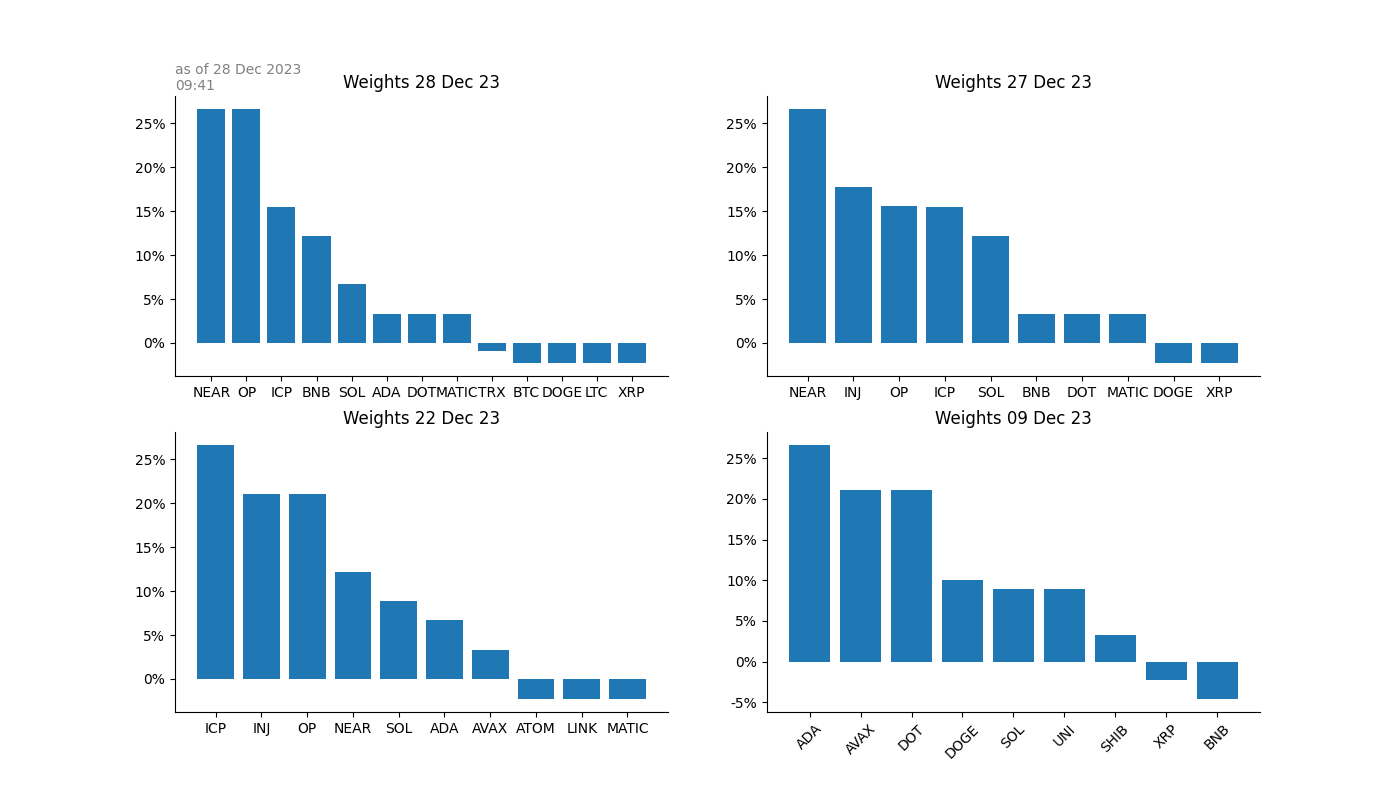 as of 28 Dec 2023
09:41
Weights 28 Dec 23
25%
20%
15%
10%
5%
0%
NEAR OP ICP BNB SOL ADA DOT MATIC TRX BTC DOGE LTC XRP
Weights 27 Dec 23
25%
20%
15%
10%
5%
0%
NEAR INJ OP ICP SOL BNB DOT MATIC DOGE XRP
Weights 22 Dec 23
25%
20%
15%
10%
5%
0%
ICP INJ OP NEAR SOL ADA AVAX ATOM LINK MATIC
Weights 09 Dec 23
25%
20%
15%
10%
5%
0%
-5%
ADA AVAX DOT DOGE SOL UNI SHIB XRP BNB